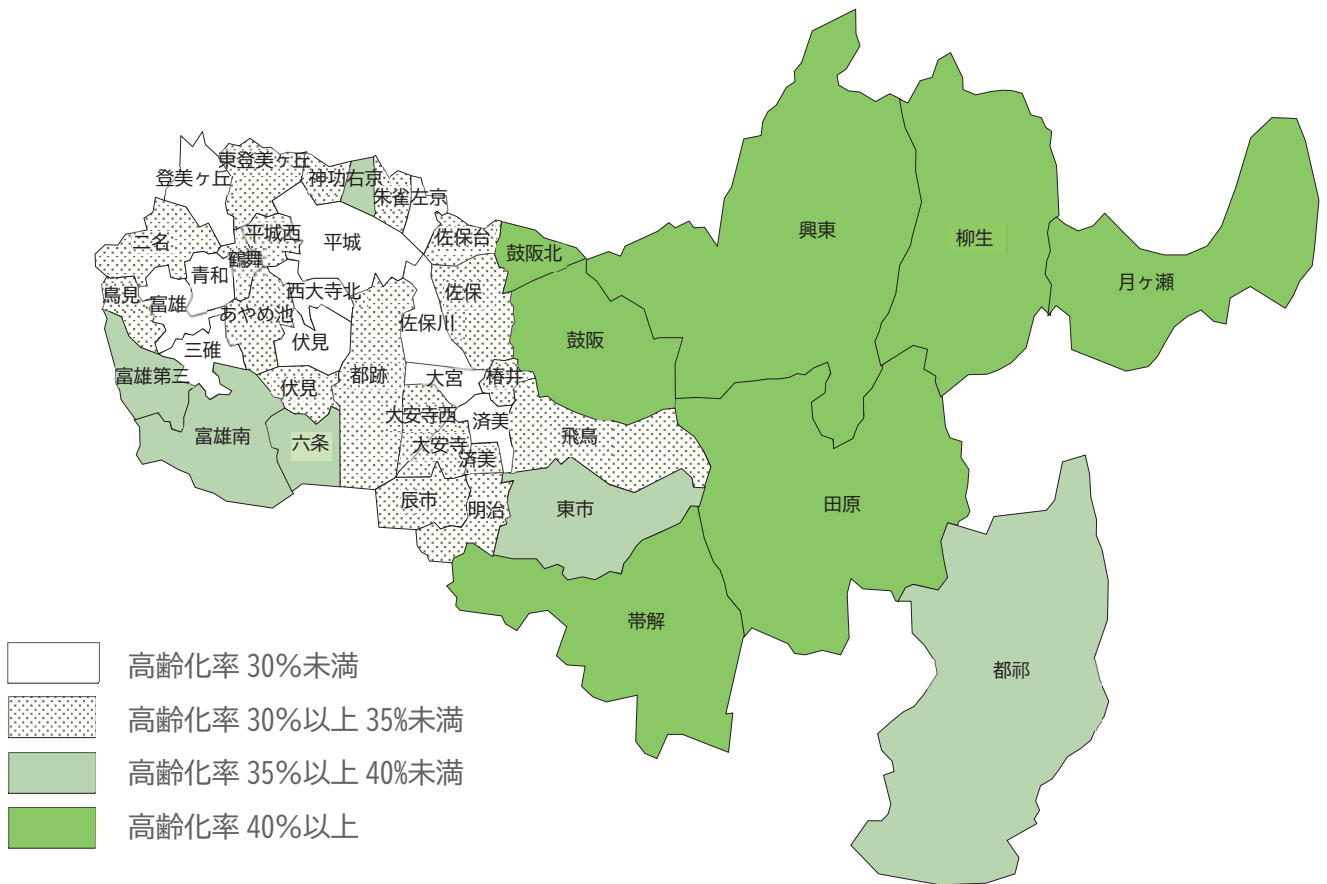 東登美ヶ丘
登美ヶ丘
神功
右京
朱雀
左京
二名
平城西
平城
佐保台
鶴舞
鼓阪北
興東
柳生
青和
月ヶ瀬
鳥見
富雄
西大寺北
佐保
あやめ池
佐保川
三碓
伏見
鼓阪
富雄第三
伏見
都跡
大宮
椿井
富雄南
六条
大安寺西
済美
飛鳥
大安寺
済美
辰市
明治
東市
田原
帯解
都祁
高齢化率 30%未満
高齢化率 30%以上 35%未満
高齢化率 35%以上 40%未満
高齢化率 40%以上